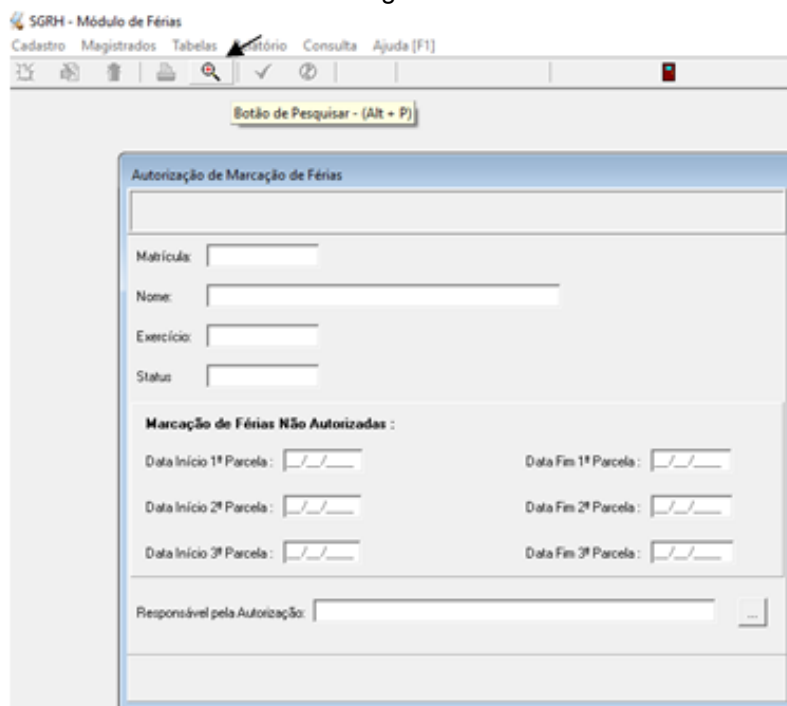 SGRH - Módulo de Férias
Cadastro Magistrados Tabelas Relatório Consulta Ajuda [F1]
Botão de Pesquisar - (Alt + P)
Autorização de Marcação de Férias
Matrícula:
Nome:
Exercício:
Status
Marcação de Férias Não Autorizadas :
Data Início 1ª Parcela : __/__/____ Data Fim 1ª Parcela : __/__/____
Data Início 2ª Parcela : __/__/____ Data Fim 2ª Parcela : __/__/____
Data Início 3ª Parcela : __/__/____ Data Fim 3ª Parcela : __/__/____
Responsável pela Autorização: ...